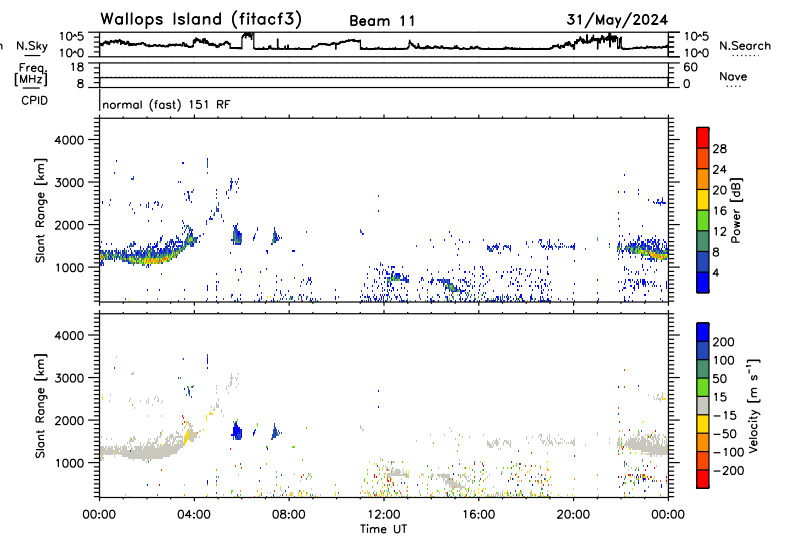 Wallops Island (fitacf3) Beam 11 31/May/2024
N.Sky 10^5 10^0 10^5 10^0 N.Search
Freq. [MHz] 18 8 60 0 Nave
CPID normal (fast) 151 RF
Slant Range [km]
4000
3000
2000
1000
28
24
20
16
12
8
4
Power [dB]
Slant Range [km]
4000
3000
2000
1000
200
100
50
15
-15
-50
-100
-200
Velocity [m s⁻¹]
00:00 04:00 08:00 12:00 16:00 20:00 00:00
Time UT